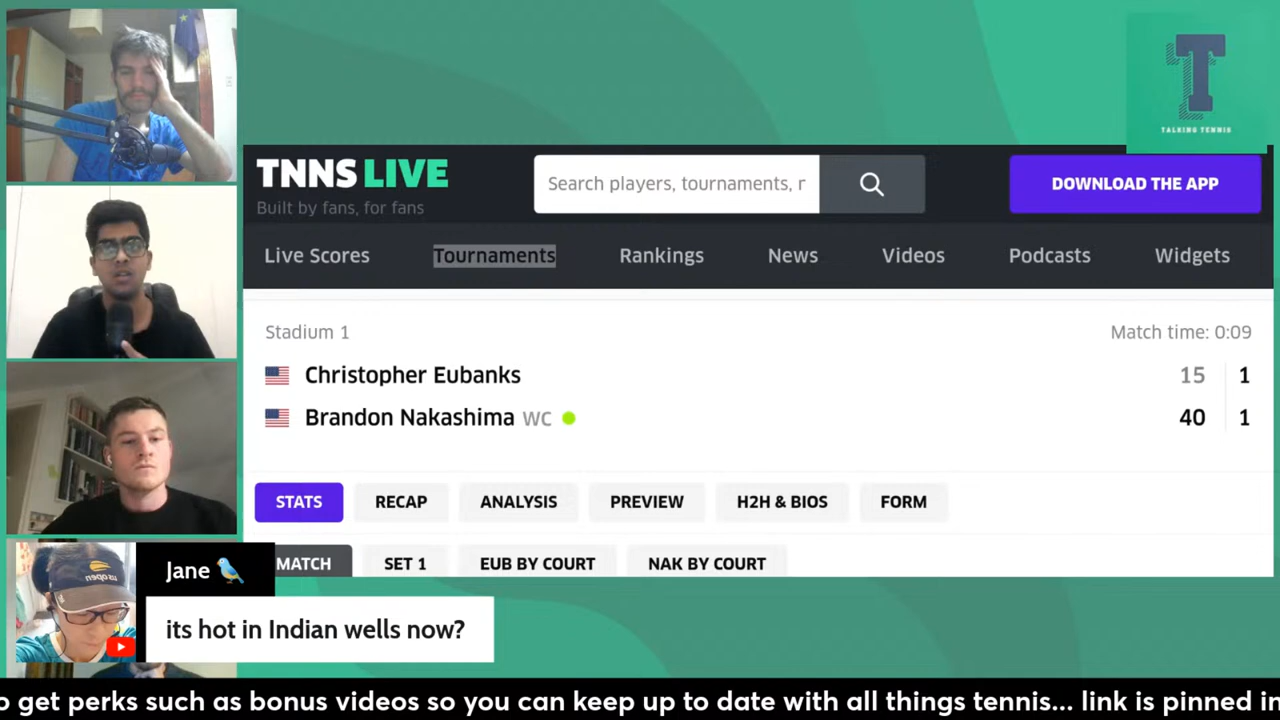 T
TALKING TENNIS
TNNS LIVE
Built by fans, for fans
Search players, tournaments, r
DOWNLOAD THE APP
Live Scores Tournaments Rankings News Videos Podcasts Widgets
Stadium 1 Match time: 0:09
Christopher Eubanks 15 1
Brandon Nakashima WC 40 1
STATS RECAP ANALYSIS PREVIEW H2H & BIOS FORM
MATCH SET 1 EUB BY COURT NAK BY COURT
Jane
its hot in Indian wells now?
o get perks such as bonus videos so you can keep up to date with all things tennis... link is pinned in